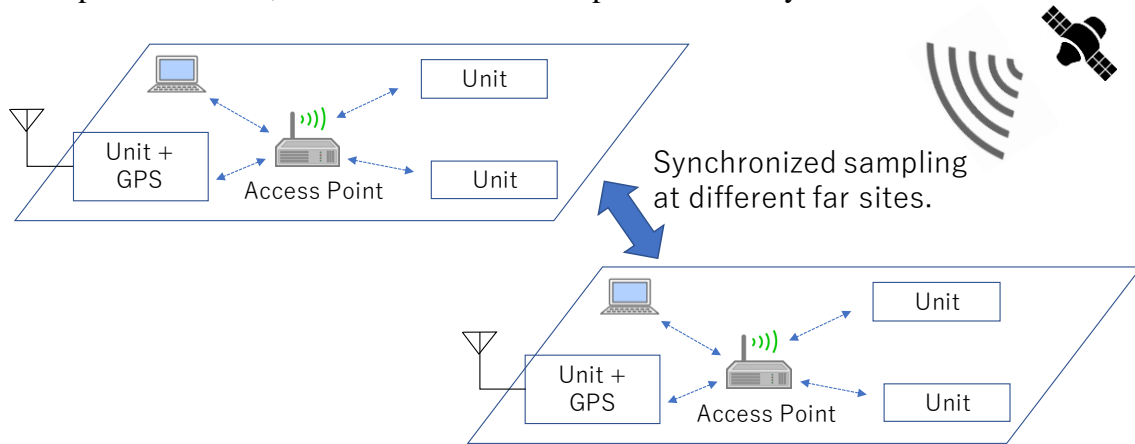 Unit
Unit +
GPS
Access Point
Unit
Synchronized sampling
at different far sites.
Unit
Unit +
GPS
Access Point
Unit